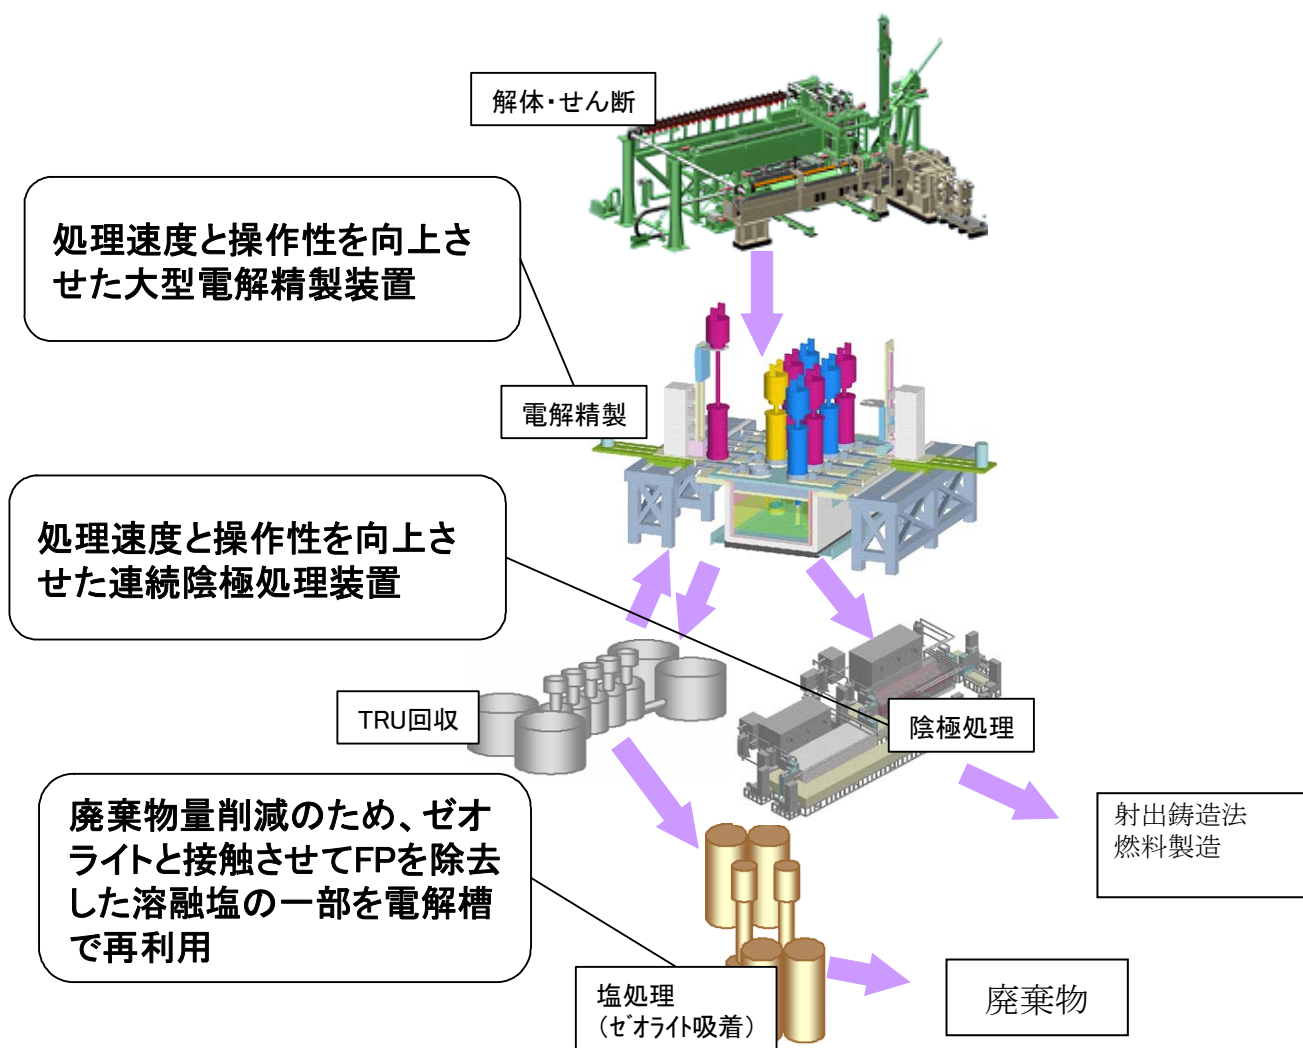 解体・せん断
処理速度と操作性を向上さ
せた大型電解精製装置
電解精製
処理速度と操作性を向上さ
せた連続陰極処理装置
TRU回収
陰極処理
廃棄物量削減のため、ゼオ
ライトと接触させてFPを除去
した溶融塩の一部を電解槽
で再利用
射出鋳造法
燃料製造
塩処理
（ｾﾞｵﾗｲﾄ吸着）
廃棄物